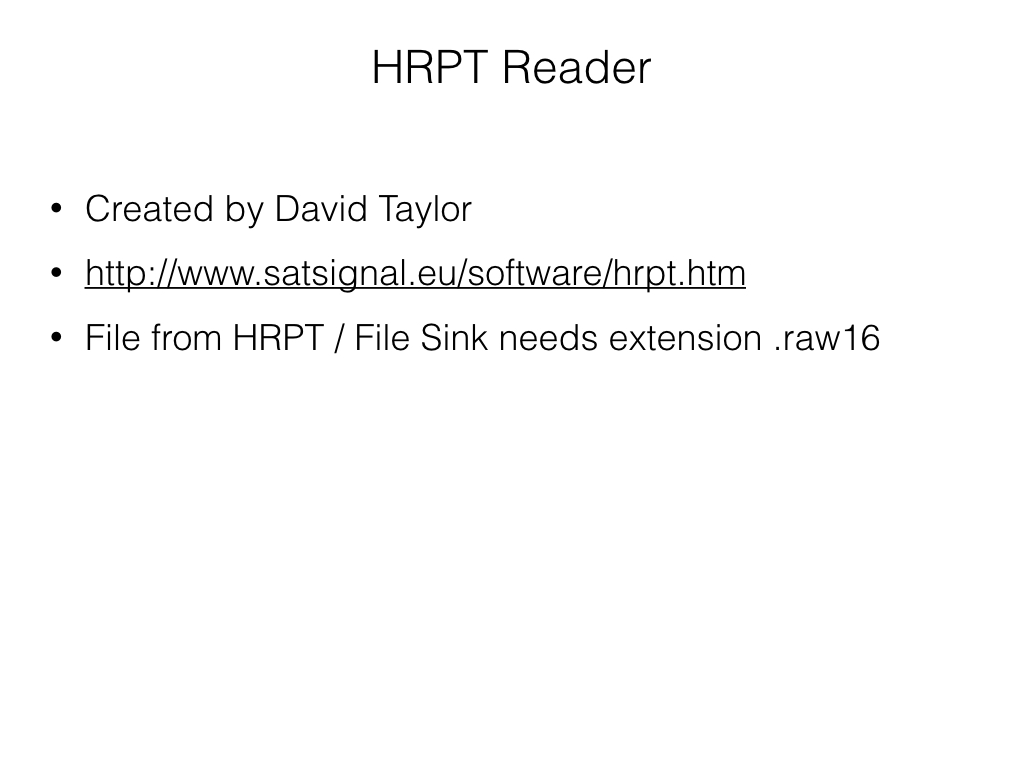 HRPT Reader
• Created by David Taylor
• http://www.satsignal.eu/software/hrpt.htm
• File from HRPT / File Sink needs extension .raw16